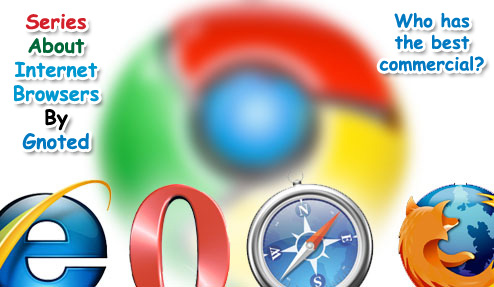 Series
About
Internet
Browsers
By
Gnoted
Who has
the best
commercial?
N
E
S
W